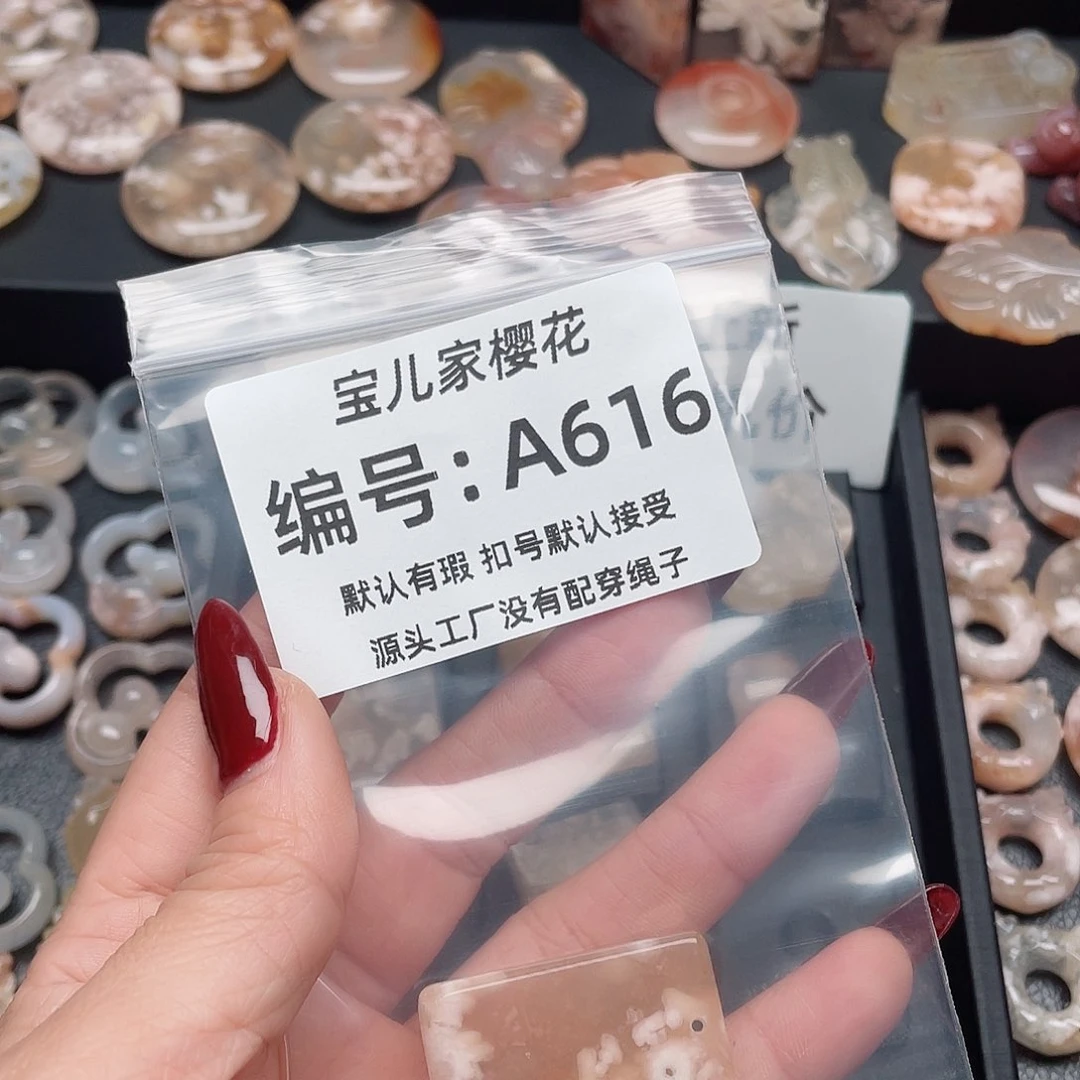 宝儿家樱花
编号：A616
默认有瑕 扣号默认接受
源头工厂没有配穿绳子